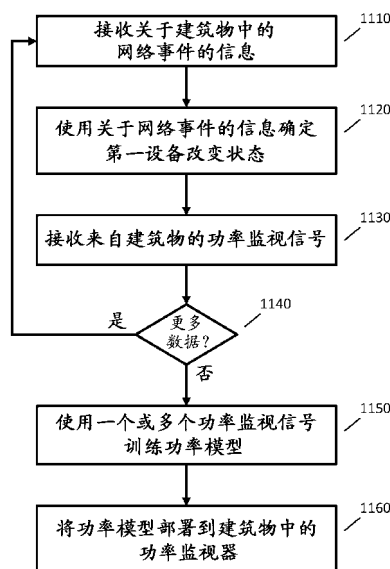 接收关于建筑物中的
网络事件的信息
1110
使用关于网络事件的信息确定
第一设备改变状态
1120
接收来自建筑物的功率监视信号
1130
更多
数据?
1140
是
否
使用一个或多个功率监视信号
训练功率模型
1150
将功率模型部署到建筑物中的
功率监视器
1160